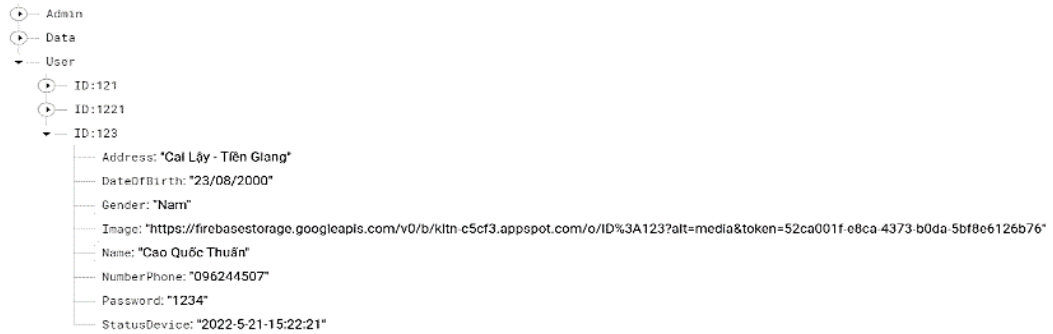 Admin
Data
User
ID:121
ID:1221
ID:123
Address: "Cai Lậy - Tiền Giang"
DateOfBirth: "23/08/2000"
Gender: "Nam"
Image: "https://firebasestorage.googleapis.com/v0/b/kltn-c5cf3.appspot.com/o/ID%3A123?alt=media&token=52ca001f-e8ca-4373-b0da-5bf8e6126b76"
Name: "Cao Quốc Thuấn"
NumberPhone: "096244507"
Password: "1234"
StatusDevice: "2022-5-21-15:22:21"